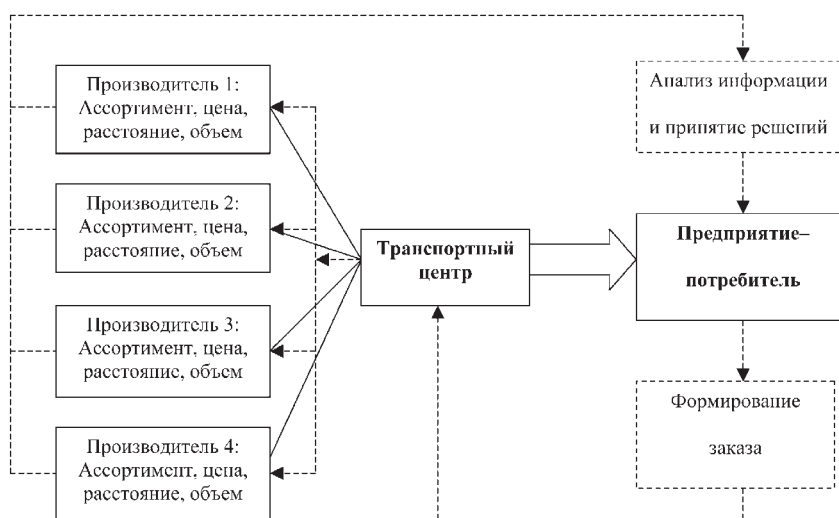 Производитель 1:
Ассортимент, цена,
расстояние, объем
Производитель 2:
Ассортимент, цена,
расстояние, объем
Производитель 3:
Ассортимент, цена,
расстояние, объем
Производитель 4:
Ассортимент, цена,
расстояние, объем
Транспортный
центр
Анализ информации
и принятие решений
Предприятие–
потребитель
Формирование
заказа